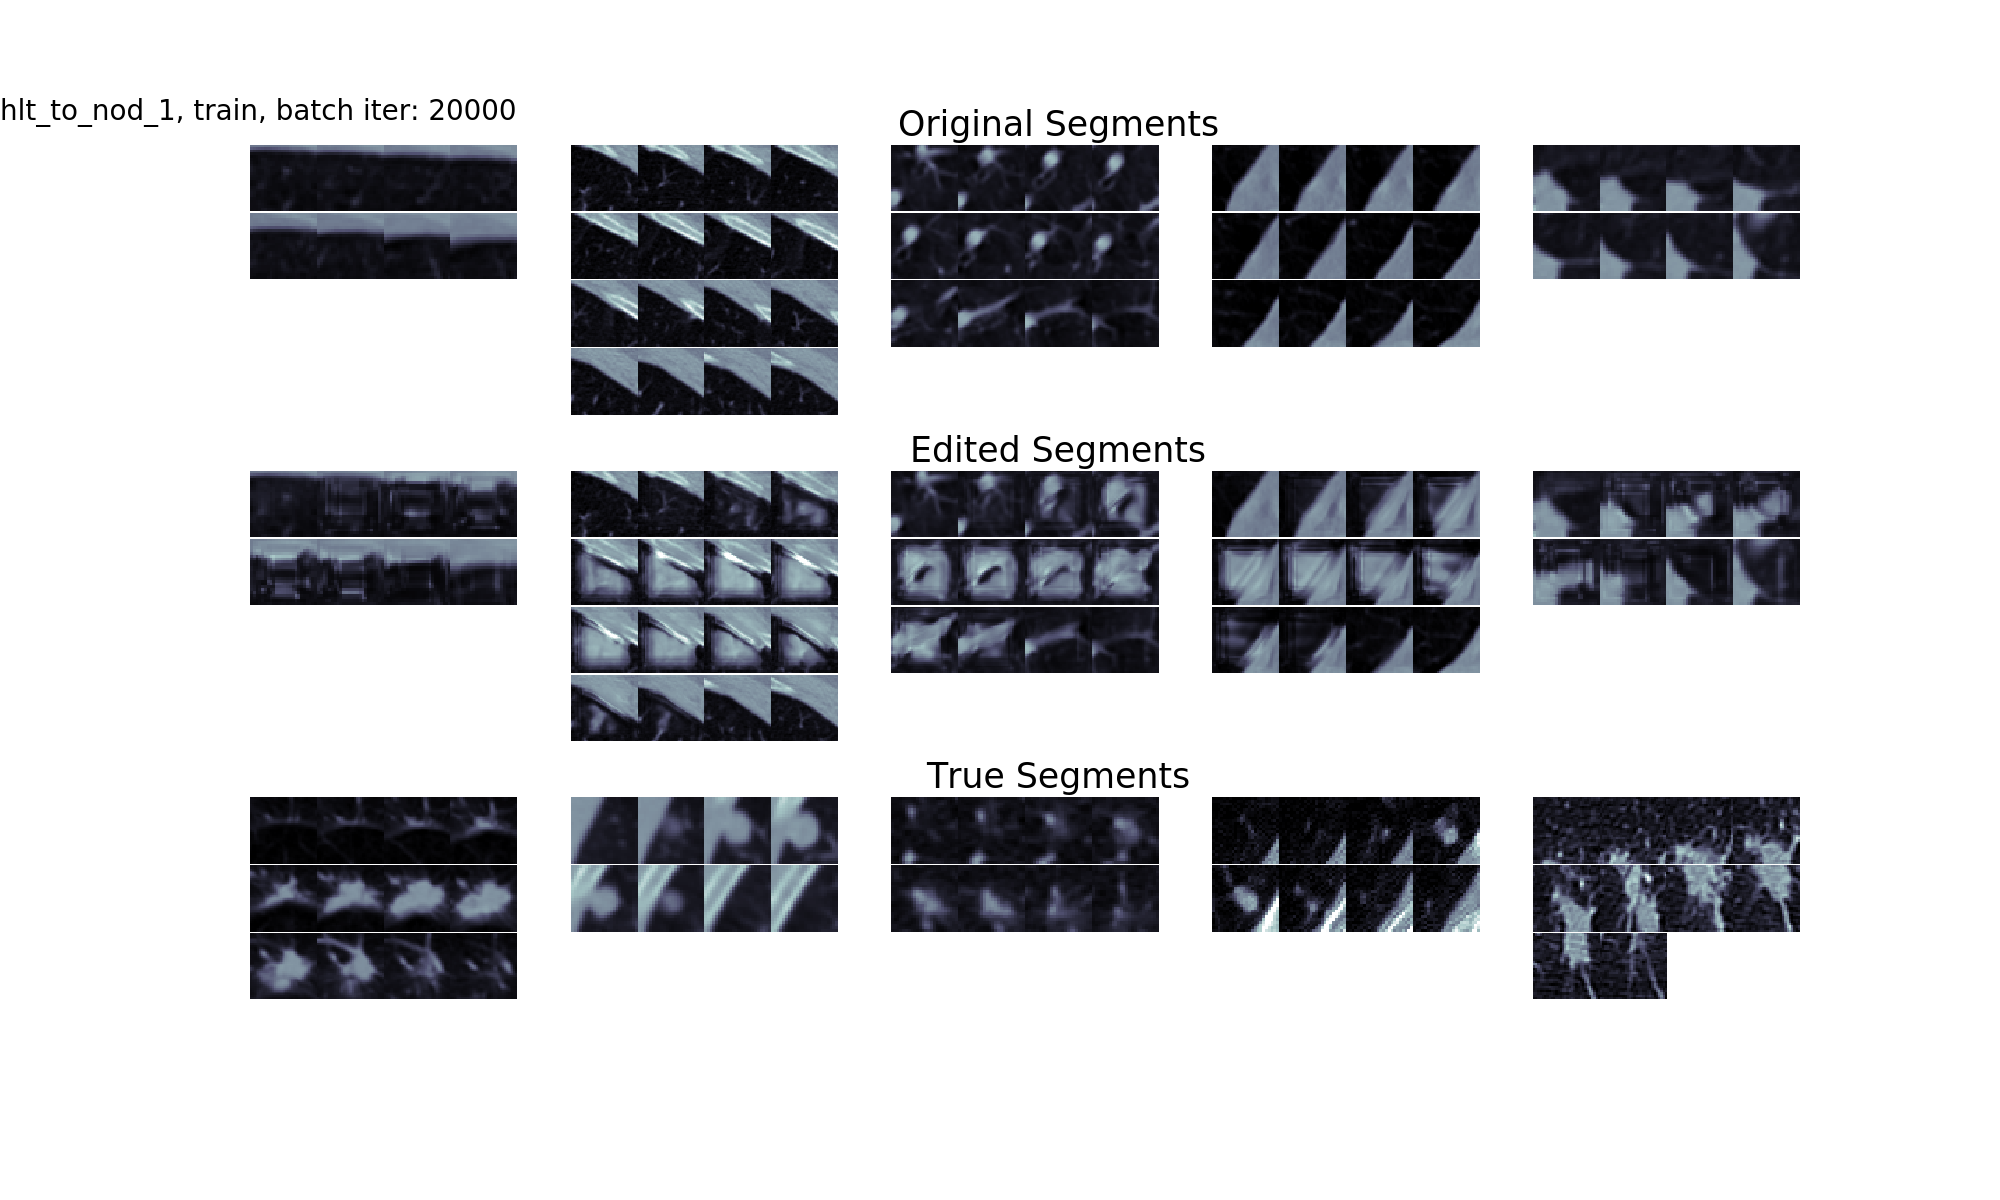 hlt_to_nod_1, train, batch iter: 20000
Original Segments
Edited Segments
True Segments